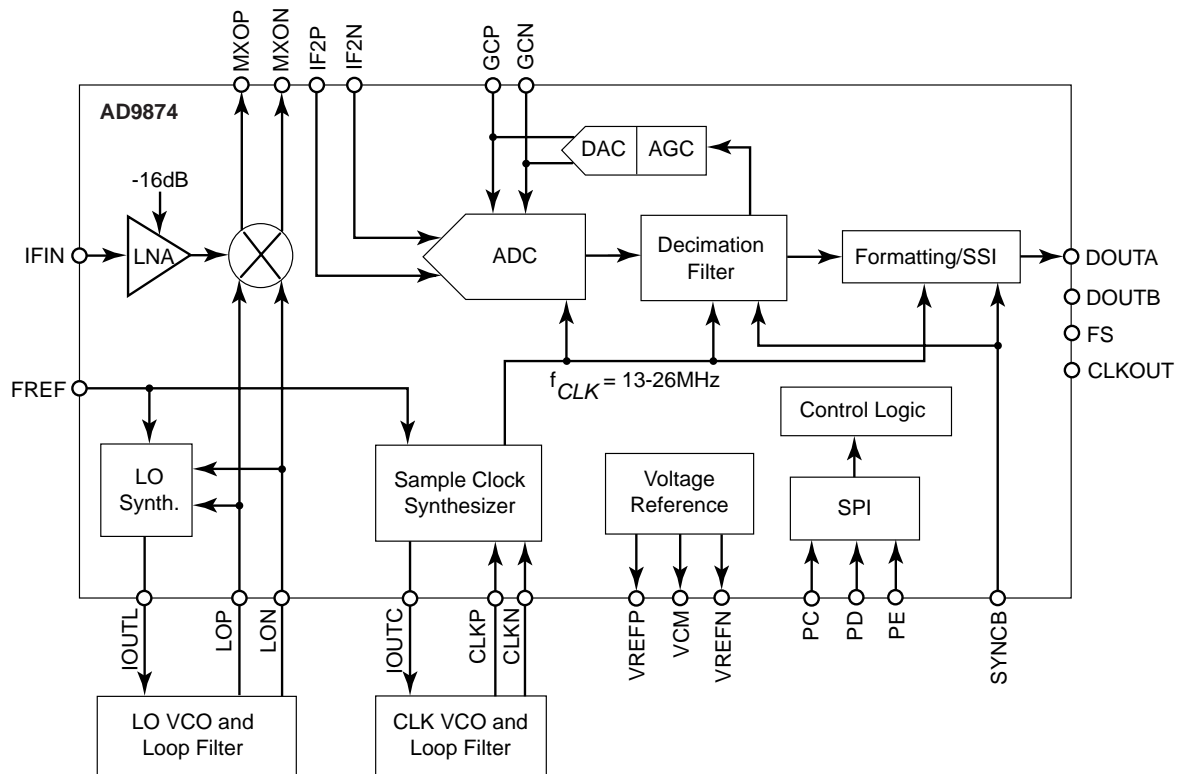 MXOP
MXON
IF2P
IF2N
GCP
GCN
AD9874
DAC
AGC
-16dB
IFIN
LNA
ADC
Decimation
Filter
Formatting/SSI
DOUTA
DOUTB
FS
CLKOUT
FREF
fCLK = 13-26MHz
Control Logic
LO
Synth.
Sample Clock
Synthesizer
Voltage
Reference
SPI
IOUTL
LOP
LON
IOUTC
CLKP
CLKN
VREFP
VCM
VREFN
PC
PD
PE
SYNCB
LO VCO and
Loop Filter
CLK VCO and
Loop Filter